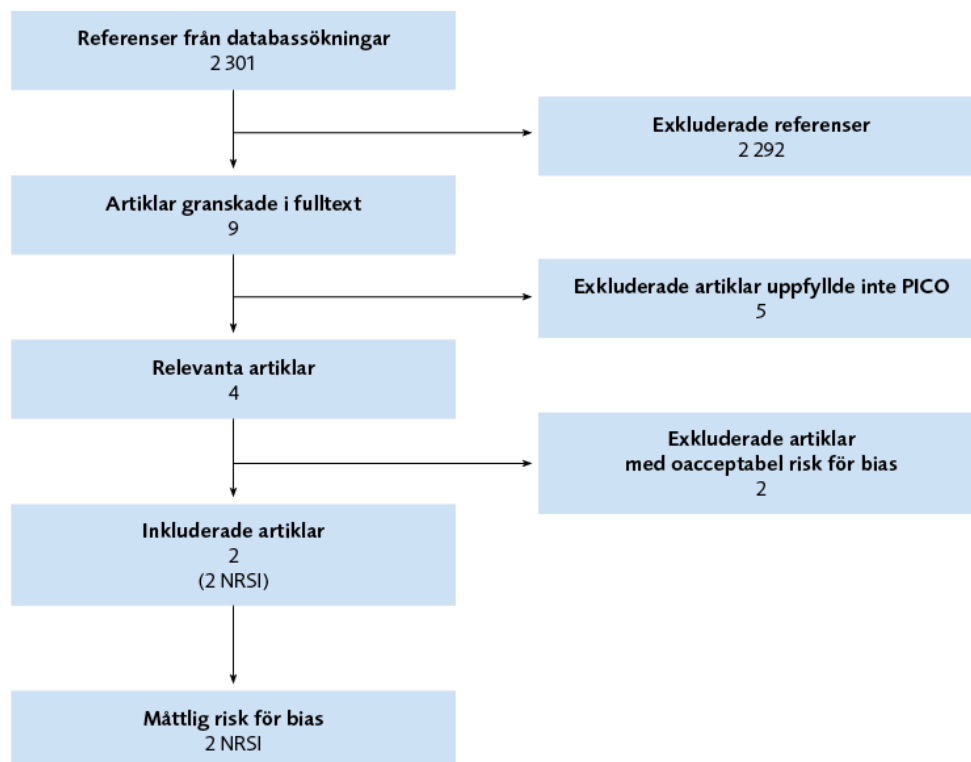 Referenser från databassökningar
2 301
Exkluderade referenser
2 292
Artiklar granskade i fulltext
9
Exkluderade artiklar uppfyllde inte PICO
5
Relevanta artiklar
4
Exkluderade artiklar
med oacceptabel risk för bias
2
Inkluderade artiklar
2
(2 NRSI)
Måttlig risk för bias
2 NRSI